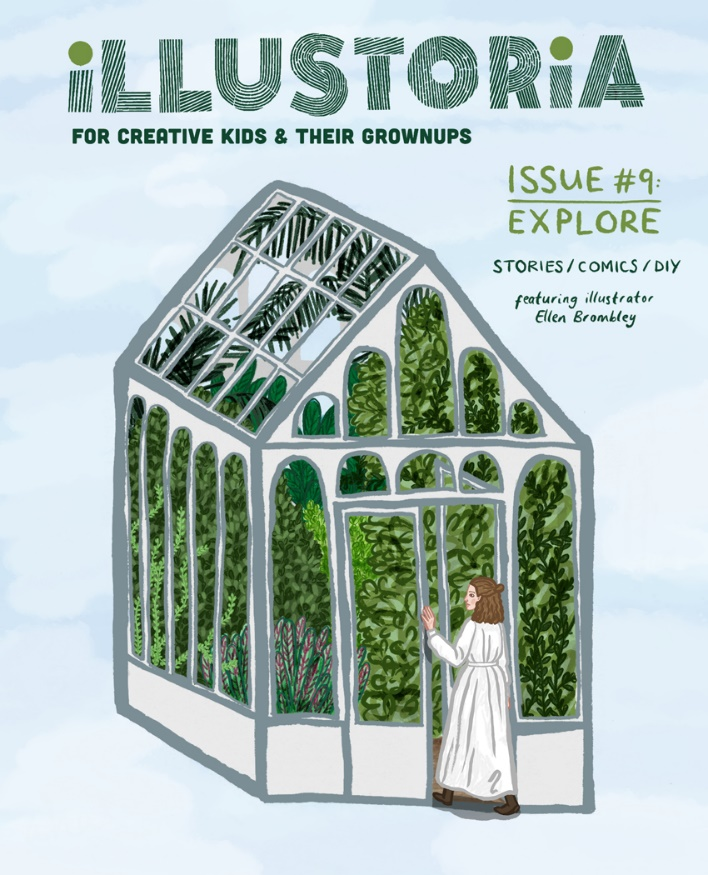 iLLUSTORiA
FOR CREATIVE KIDS & THEIR GROWNUPS
ISSUE #9:
EXPLORE
STORIES/COMICS/DIY
featuring illustrator
Ellen Brombley